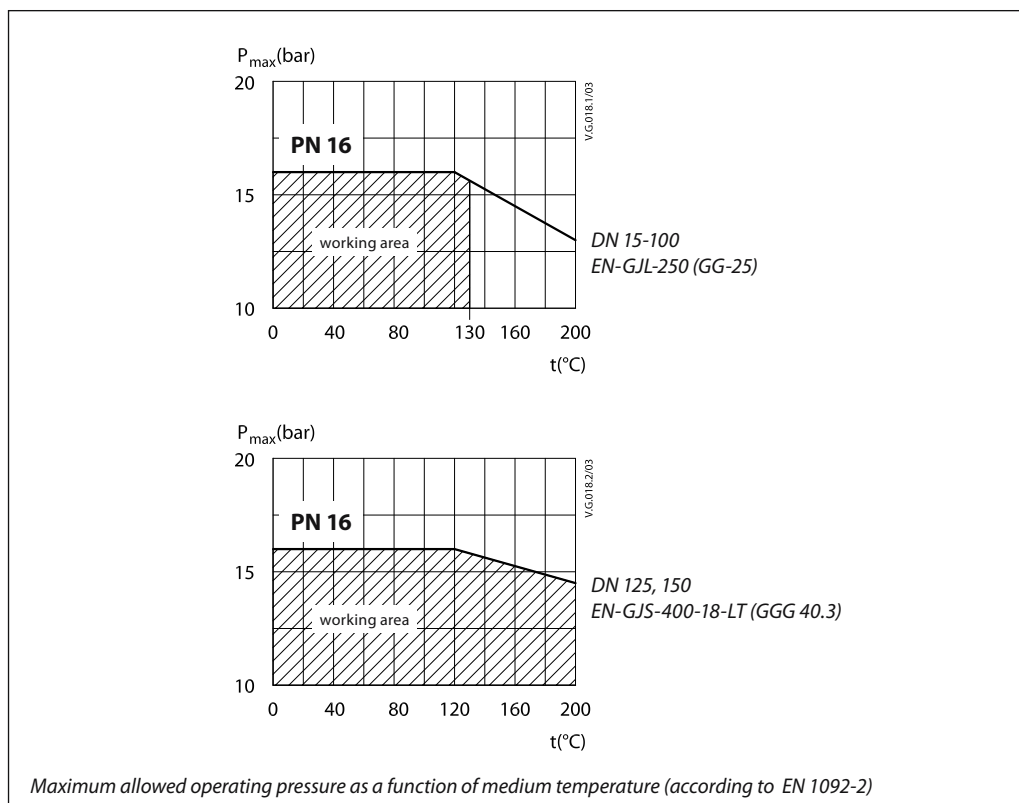 P max (bar)
20
15
10
PN 16
working area
0 40 80 130 160 200
t(°C)
V.G.018.1/03
DN 15-100
EN-GJL-250 (GG-25)
P max (bar)
20
15
10
PN 16
working area
0 40 80 120 160 200
t(°C)
V.G.018.2/03
DN 125, 150
EN-GJS-400-18-LT (GGG 40.3)
Maximum allowed operating pressure as a function of medium temperature (according to EN 1092-2)